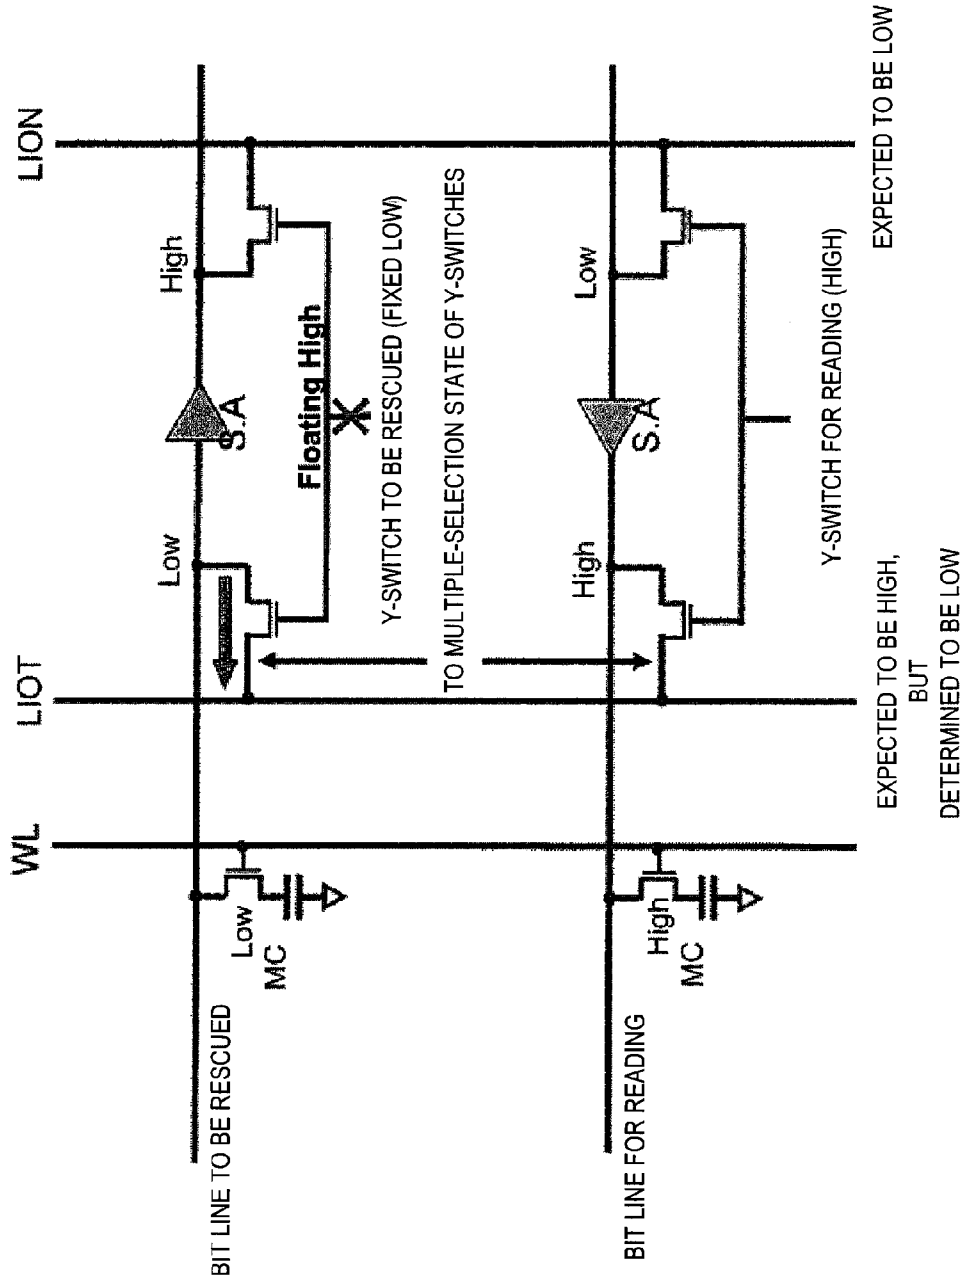 WL
LIOT
LION
Low
High
S.A
Floating High
Low
MC
BIT LINE TO BE RESCUED
Y-SWITCH TO BE RESCUED (FIXED LOW)
TO MULTIPLE-SELECTION STATE OF Y-SWITCHES
High
Low
S.A
High
MC
BIT LINE FOR READING
Y-SWITCH FOR READING (HIGH)
EXPECTED TO BE HIGH,
BUT
DETERMINED TO BE LOW
EXPECTED TO BE LOW